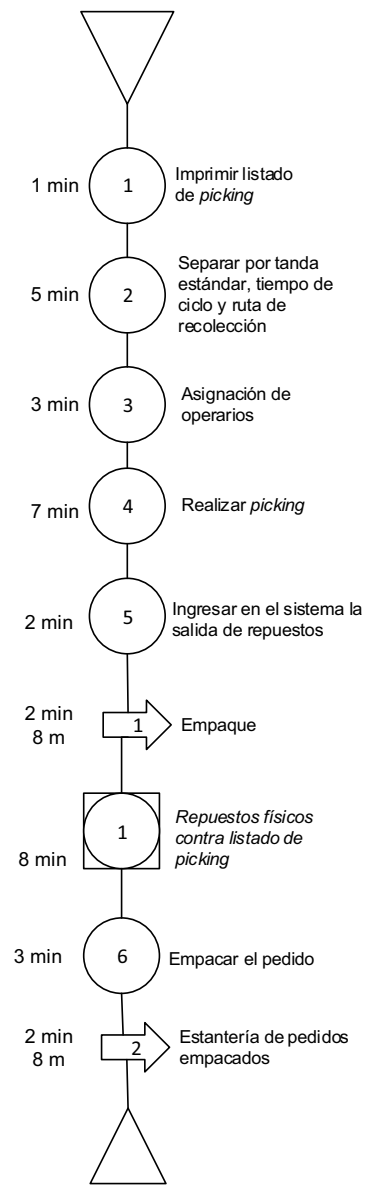 1 min
1
Imprimir listado
de picking
5 min
2
Separar por tanda
estándar, tiempo de
ciclo y ruta de
recolección
3 min
3
Asignación de
operarios
7 min
4
Realizar picking
2 min
5
Ingresar en el sistema la
salida de repuestos
2 min
8 m
1
Empaque
8 min
1
Repuestos físicos
contra listado de
picking
3 min
6
Empacar el pedido
2 min
8 m
2
Estantería de pedidos
empacados